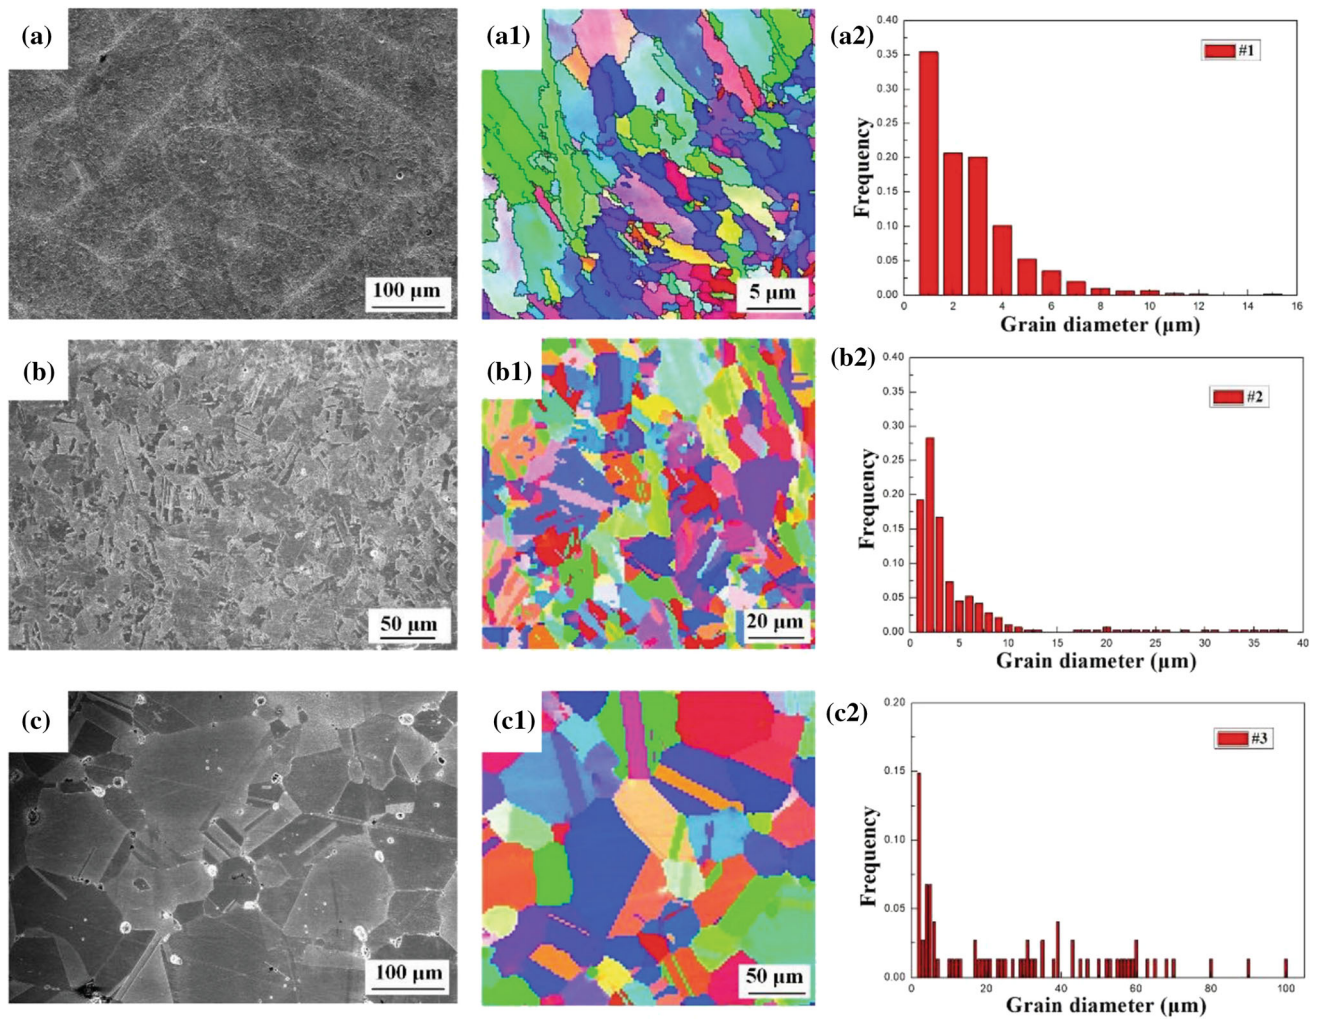 (a)
100 μm
(a1)
5 μm
(a2)
0.40
0.35
0.30
0.25
0.20
0.15
0.10
0.05
0.00
Frequency
#1
0 2 4 6 8 10 12 14 16
Grain diameter (μm)
(b)
50 μm
(b1)
20 μm
(b2)
0.40
0.35
0.30
0.25
0.20
0.15
0.10
0.05
0.00
Frequency
#2
0 5 10 15 20 25 30 35 40
Grain diameter (μm)
(c)
100 μm
(c1)
50 μm
(c2)
0.20
0.15
0.10
0.05
0.00
Frequency
#3
20 40 60 80 100
Grain diameter (μm)